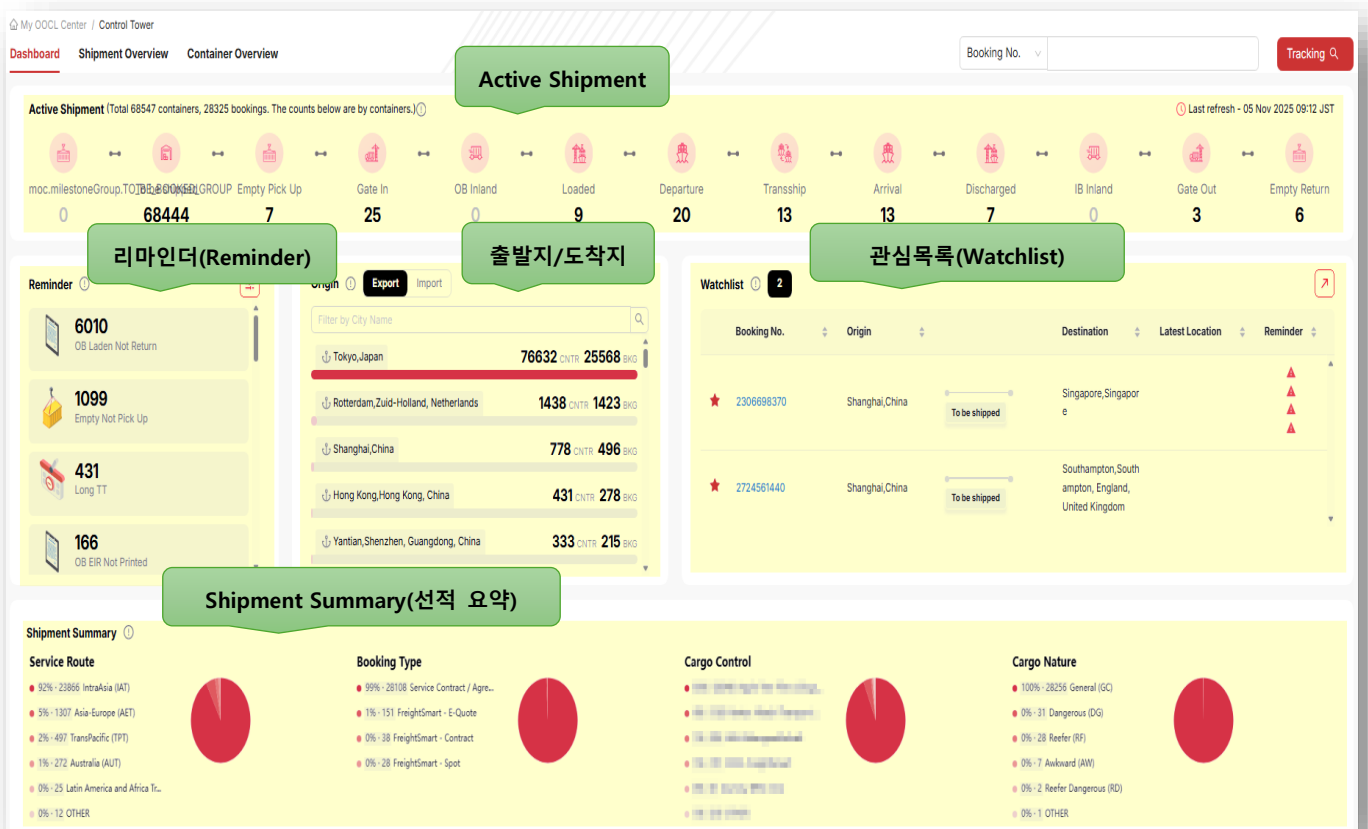 My OOCL Center / Control Tower
Dashboard Shipment Overview Container Overview
Booking No.
Tracking
Active Shipment
Active Shipment (Total 68547 containers, 28325 bookings. The counts below are by containers.)
Last refresh - 05 Nov 2025 09:12 JST
Empty Pick Up Gate In OB Inland Loaded Departure Transship Arrival Discharged IB Inland Gate Out Empty Return
0 68444 7 25 0 9 20 13 13 7 0 3 6
리마인더(Reminder)
출발지/도착지
관심목록(Watchlist)
Reminder
6010
OB Laden Not Return
1099
Empty Not Pick Up
431
Long TT
166
OB EIR Not Printed
Origin Export Import
Filter by City Name
Tokyo,Japan 76632 CNTR 25568 BKG
Rotterdam,Zuid-Holland, Netherlands 1438 CNTR 1423 BKG
Shanghai,China 778 CNTR 496 BKG
Hong Kong,Hong Kong, China 431 CNTR 278 BKG
Yantian,Shenzhen, Guangdong, China 333 CNTR 215 BKG
Watchlist 2
Booking No. Origin Destination Latest Location Reminder
2306698370 Shanghai,China To be shipped Singapore,Singapor
e
2724561440 Shanghai,China To be shipped Southampton,South
ampton, England,
United Kingdom
Shipment Summary(선적 요약)
Shipment Summary
Service Route
92% - 23866 IntraAsia (IAT)
5% - 1307 Asia-Europe (AET)
2% - 497 TransPacific (TPT)
1% - 272 Australia (AUT)
0% - 25 Latin America and Africa Tr...
0% - 12 OTHER
Booking Type
99% - 28108 Service Contract / Agre...
1% - 151 FreightSmart - E-Quote
0% - 38 FreightSmart - Contract
0% - 28 FreightSmart - Spot
Cargo Control
Cargo Nature
100% - 28256 General (GC)
0% - 31 Dangerous (DG)
0% - 28 Reefer (RF)
0% - 7 Awkward (AW)
0% - 2 Reefer Dangerous (RD)
0% - 1 OTHER